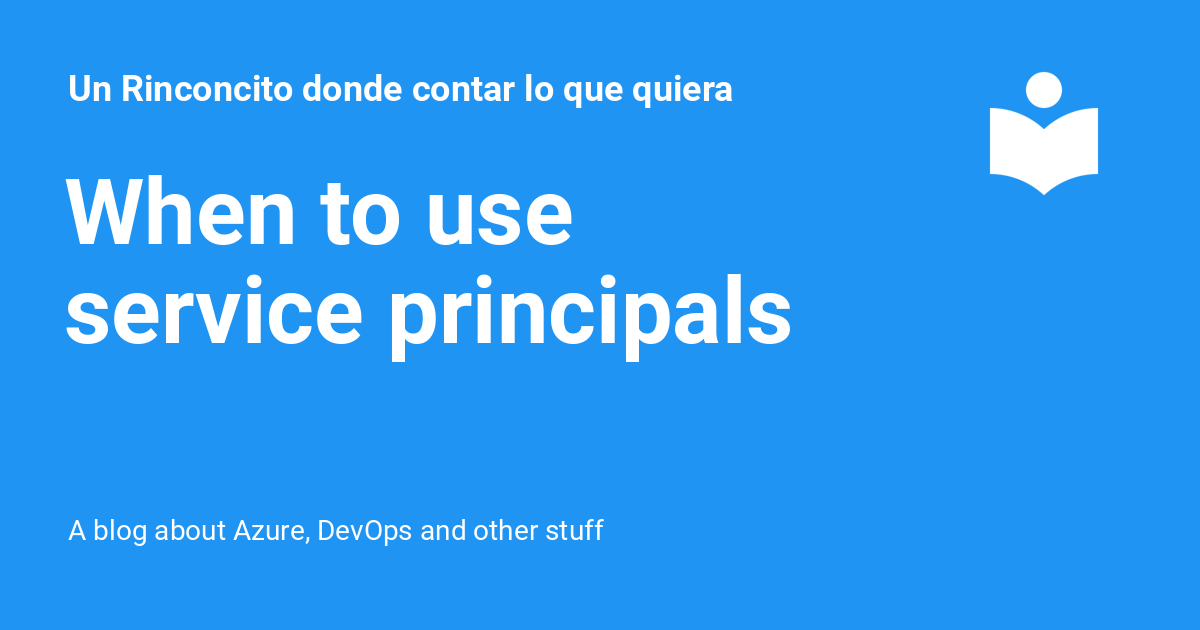 Un Rinconcito donde contar lo que quiera
When to use
service principals
A blog about Azure, DevOps and other stuff